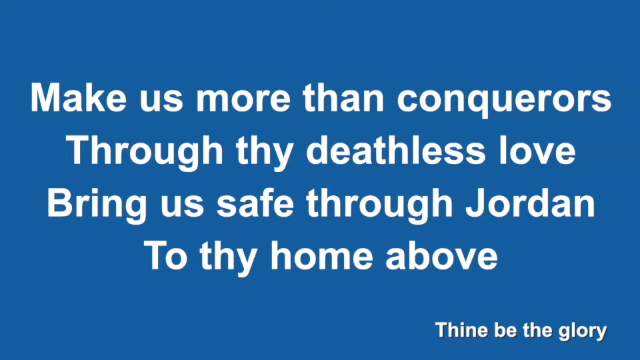 Make us more than conquerors
Through thy deathless love
Bring us safe through Jordan
To thy home above
Thine be the glory